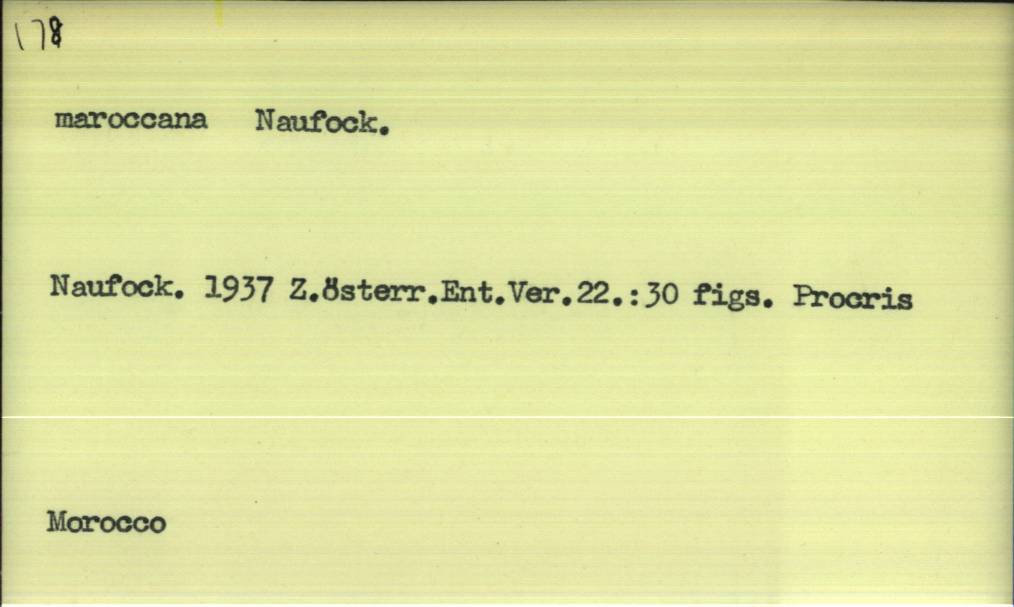 178
maroccana Naufock.
Naufock. 1937 Z.österr.Ent.Ver.22.:30 figs. Procris
Morocco